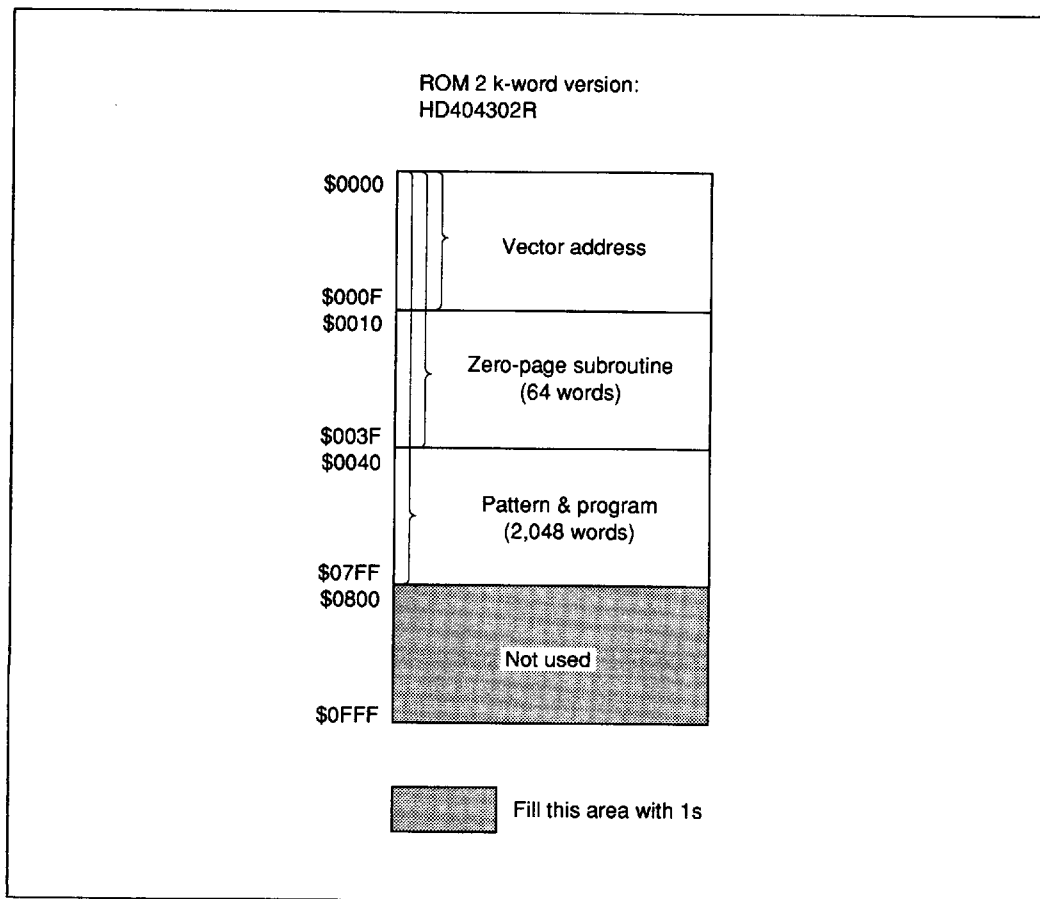 ROM 2 k-word version:
HD404302R
$0000
Vector address
$000F
$0010
Zero-page subroutine
(64 words)
$003F
$0040
Pattern & program
(2,048 words)
$07FF
$0800
Not used
$0FFF
Fill this area with 1s